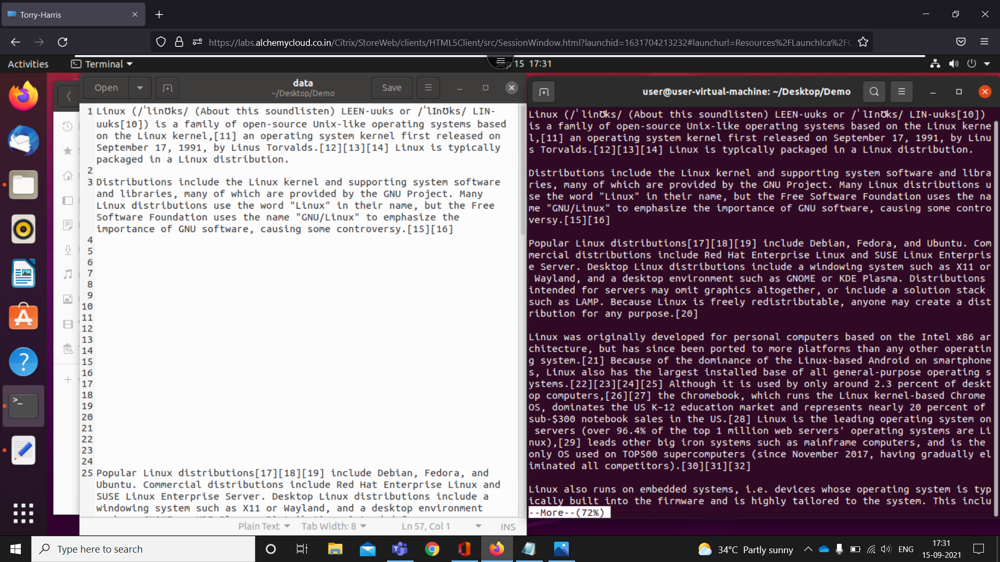 Torry-Harris
https://labs.alchemycloud.co.in/Citrix/StoreWeb/clients/HTML5Client/src/SessionWindow.html?launchid=1631704213232#launchurl=Resources%2FLaunchIca%2FC
Activities
Terminal
15 17:31
Open
data
~/Desktop/Demo
Save
1 Linux (/ˈlinʊks/ (About this soundlisten) LEEN-uuks or /ˈlɪnʊks/ LIN-
uuks[10]) is a family of open-source Unix-like operating systems based
on the Linux kernel,[11] an operating system kernel first released on
September 17, 1991, by Linus Torvalds.[12][13][14] Linux is typically
packaged in a Linux distribution.
2
3 Distributions include the Linux kernel and supporting system software
and libraries, many of which are provided by the GNU Project. Many
Linux distributions use the word "Linux" in their name, but the Free
Software Foundation uses the name "GNU/Linux" to emphasize the
importance of GNU software, causing some controversy.[15][16]
4
5
6
7
8
9
10
11
12
13
14
15
16
17
18
19
20
21
22
23
24
25 Popular Linux distributions[17][18][19] include Debian, Fedora, and
Ubuntu. Commercial distributions include Red Hat Enterprise Linux and
SUSE Linux Enterprise Server. Desktop Linux distributions include a
windowing system such as X11 or Wayland, and a desktop environment
Plain Text
Tab Width: 8
Ln 57, Col 1
INS
user@user-virtual-machine: ~/Desktop/Demo
Linux (/ˈlinʊks/ (About this soundlisten) LEEN-uuks or /ˈlɪnʊks/ LIN-uuks[10])
is a family of open-source Unix-like operating systems based on the Linux kerne
l,[11] an operating system kernel first released on September 17, 1991, by Linu
s Torvalds.[12][13][14] Linux is typically packaged in a Linux distribution.
Distributions include the Linux kernel and supporting system software and libra
ries, many of which are provided by the GNU Project. Many Linux distributions u
se the word "Linux" in their name, but the Free Software Foundation uses the na
me "GNU/Linux" to emphasize the importance of GNU software, causing some contro
versy.[15][16]
Popular Linux distributions[17][18][19] include Debian, Fedora, and Ubuntu. Com
mercial distributions include Red Hat Enterprise Linux and SUSE Linux Enterpris
e Server. Desktop Linux distributions include a windowing system such as X11 or
Wayland, and a desktop environment such as GNOME or KDE Plasma. Distributions
intended for servers may omit graphics altogether, or include a solution stack
such as LAMP. Because Linux is freely redistributable, anyone may create a dist
ribution for any purpose.[20]
Linux was originally developed for personal computers based on the Intel x86 ar
chitecture, but has since been ported to more platforms than any other operatin
g system.[21] Because of the dominance of the Linux-based Android on smartphone
s, Linux also has the largest installed base of all general-purpose operating s
ystems.[22][23][24][25] Although it is used by only around 2.3 percent of deskt
op computers,[26][27] the Chromebook, which runs the Linux kernel-based Chrome
OS, dominates the US K–12 education market and represents nearly 20 percent of
sub-$300 notebook sales in the US.[28] Linux is the leading operating system on
servers (over 96.4% of the top 1 million web servers' operating systems are Li
nux),[29] leads other big iron systems such as mainframe computers, and is the
only OS used on TOP500 supercomputers (since November 2017, having gradually el
iminated all competitors).[30][31][32]
Linux also runs on embedded systems, i.e. devices whose operating system is typ
ically built into the firmware and is highly tailored to the system. This inclu
--More--(72%)
Type here to search
34°C Partly sunny
ENG
17:31
15-09-2021